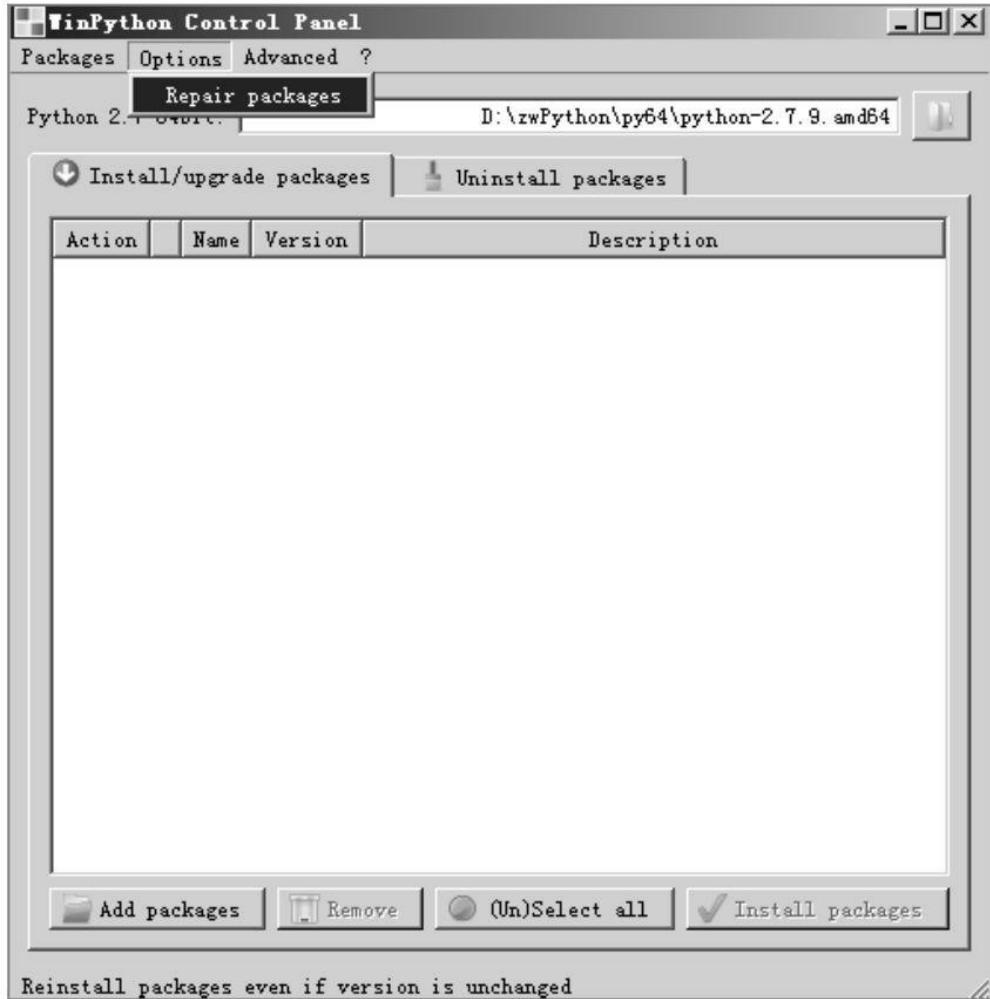 WinPython Control Panel
Packages Options Advanced ?
Repair packages
Python 2. D:\zwPython\py64\python-2.7.9.amd64
Install/upgrade packages Uninstall packages
Action Name Version Description
Add packages Remove (Un)Select all Install packages
Reinstall packages even if version is unchanged